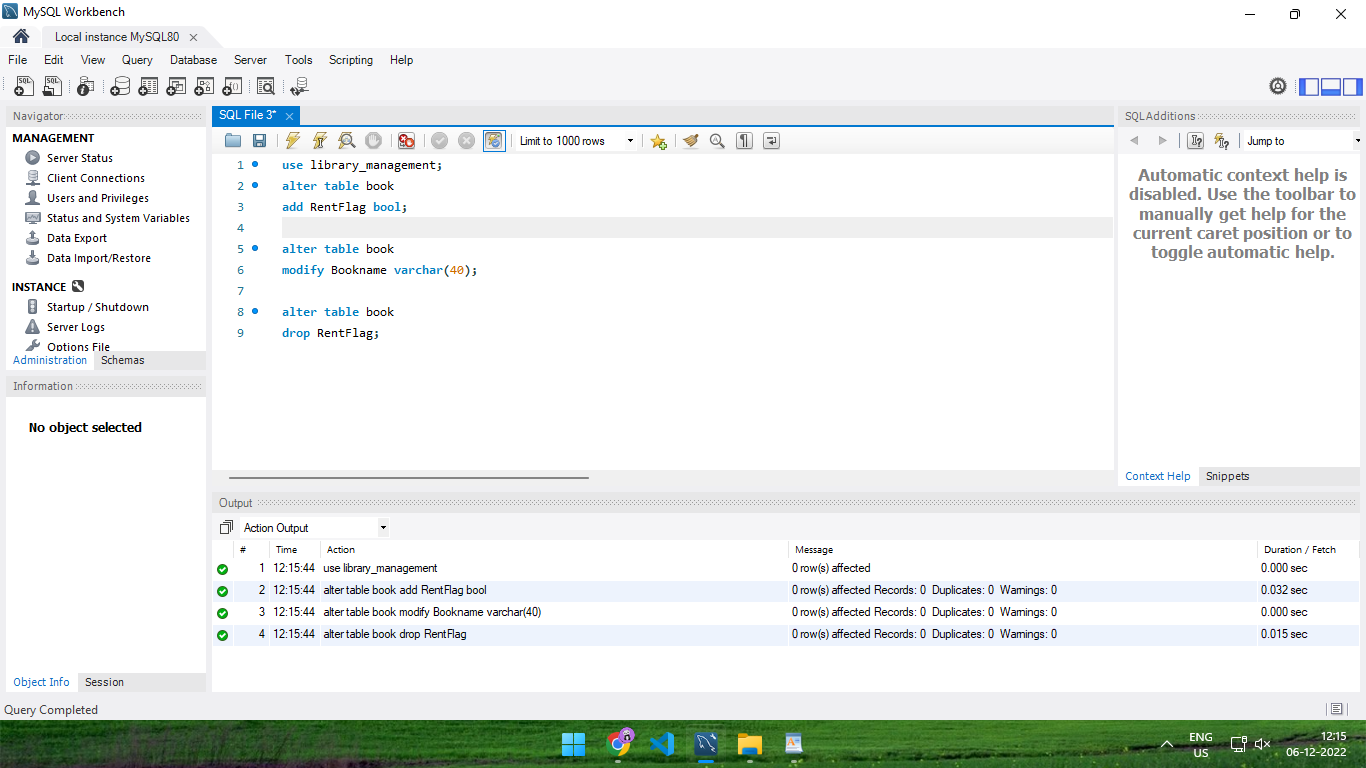 MySQL Workbench
Local instance MySQL80
File Edit View Query Database Server Tools Scripting Help
Navigator
MANAGEMENT
Server Status
Client Connections
Users and Privileges
Status and System Variables
Data Export
Data Import/Restore
INSTANCE
Startup / Shutdown
Server Logs
Options File
Administration Schemas
Information
No object selected
Object Info Session
SQL File 3*
Limit to 1000 rows
1 use library_management;
2 alter table book
3 add RentFlag bool;
4
5 alter table book
6 modify Bookname varchar(40);
7
8 alter table book
9 drop RentFlag;
SQLAdditions
Jump to
Automatic context help is
disabled. Use the toolbar to
manually get help for the
current caret position or to
toggle automatic help.
Context Help Snippets
Output
Action Output
# Time Action Message Duration / Fetch
1 12:15:44 use library_management 0 row(s) affected 0.000 sec
2 12:15:44 alter table book add RentFlag bool 0 row(s) affected Records: 0 Duplicates: 0 Warnings: 0 0.032 sec
3 12:15:44 alter table book modify Bookname varchar(40) 0 row(s) affected Records: 0 Duplicates: 0 Warnings: 0 0.000 sec
4 12:15:44 alter table book drop RentFlag 0 row(s) affected Records: 0 Duplicates: 0 Warnings: 0 0.015 sec
Query Completed
ENG
US
12:15
06-12-2022